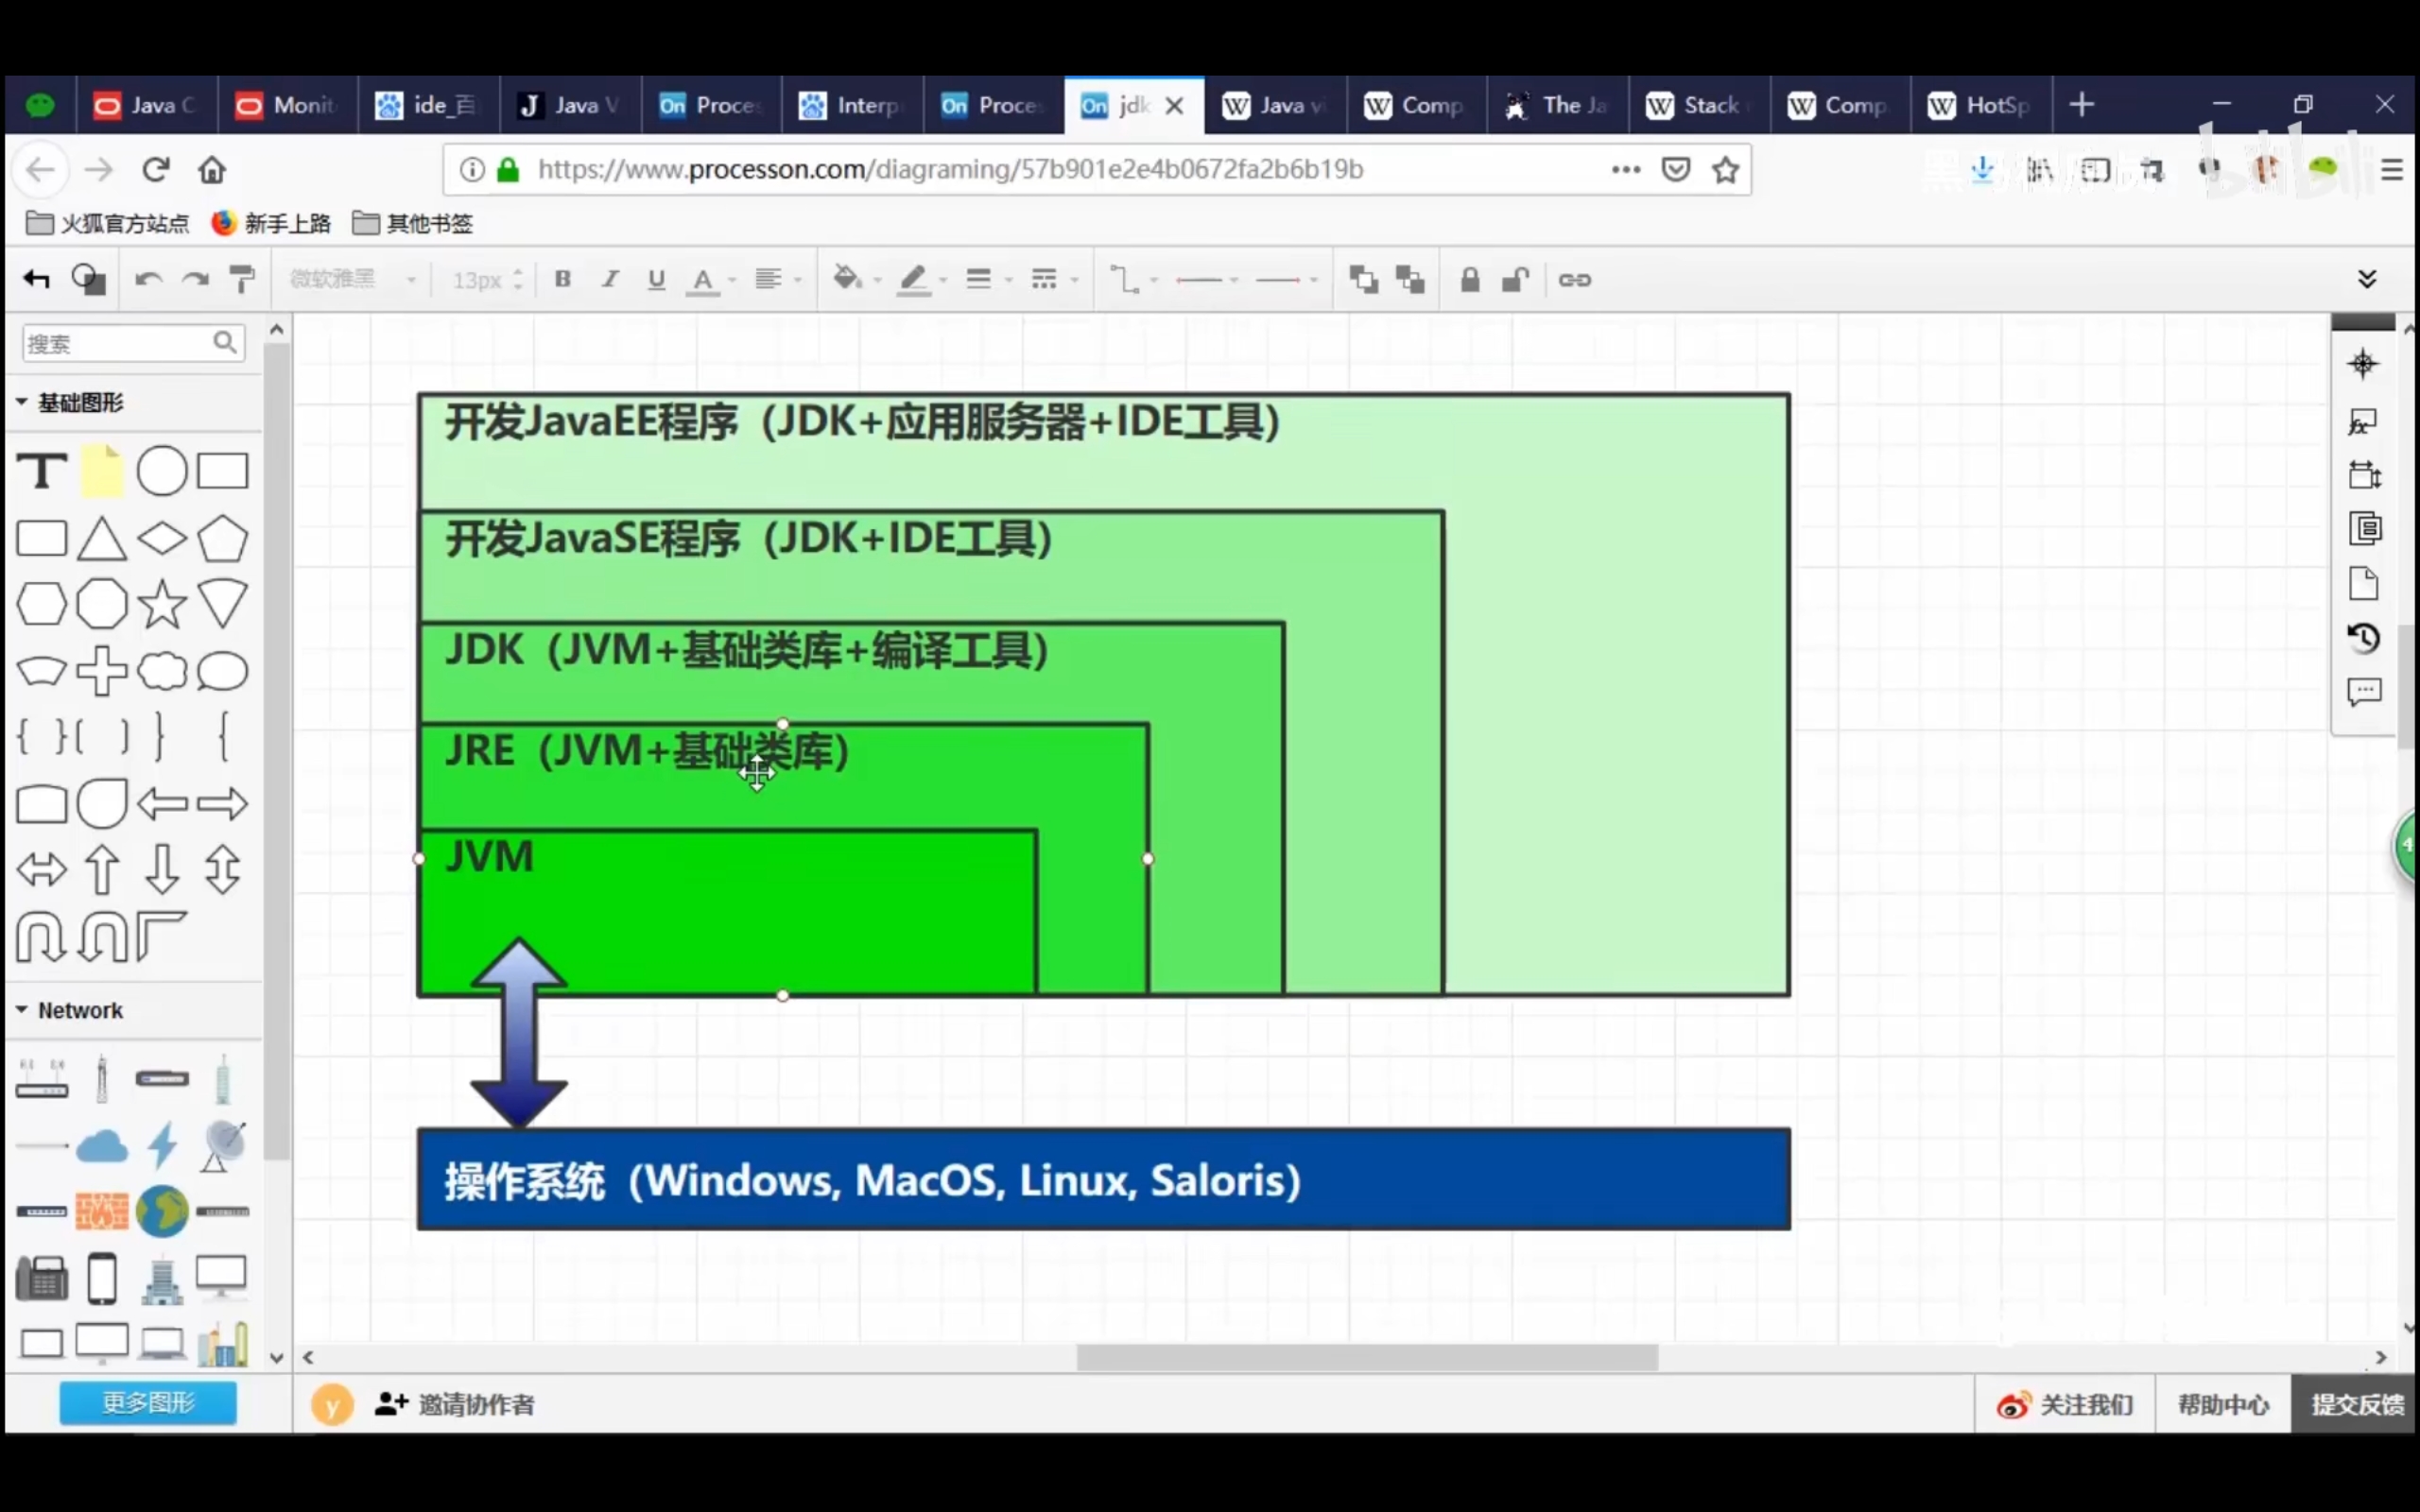 Java C
Monit
ide_百
Java V
Proces
Interp
Proces
jdk
Java vi
Comp
The Ja
Stack
Comp
HotSp
https://www.processon.com/diagraming/57b901e2e4b0672fa2b6b19b
火狐官方站点 新手上路 其他书签
bilibili
微软雅黑 13px B I U A
搜索
基础图形
开发JavaEE程序（JDK+应用服务器+IDE工具）
开发JavaSE程序（JDK+IDE工具）
JDK（JVM+基础类库+编译工具）
JRE（JVM+基础类库）
JVM
Network
操作系统（Windows, MacOS, Linux, Saloris）
更多图形
y 邀请协作者
关注我们 帮助中心 提交反馈